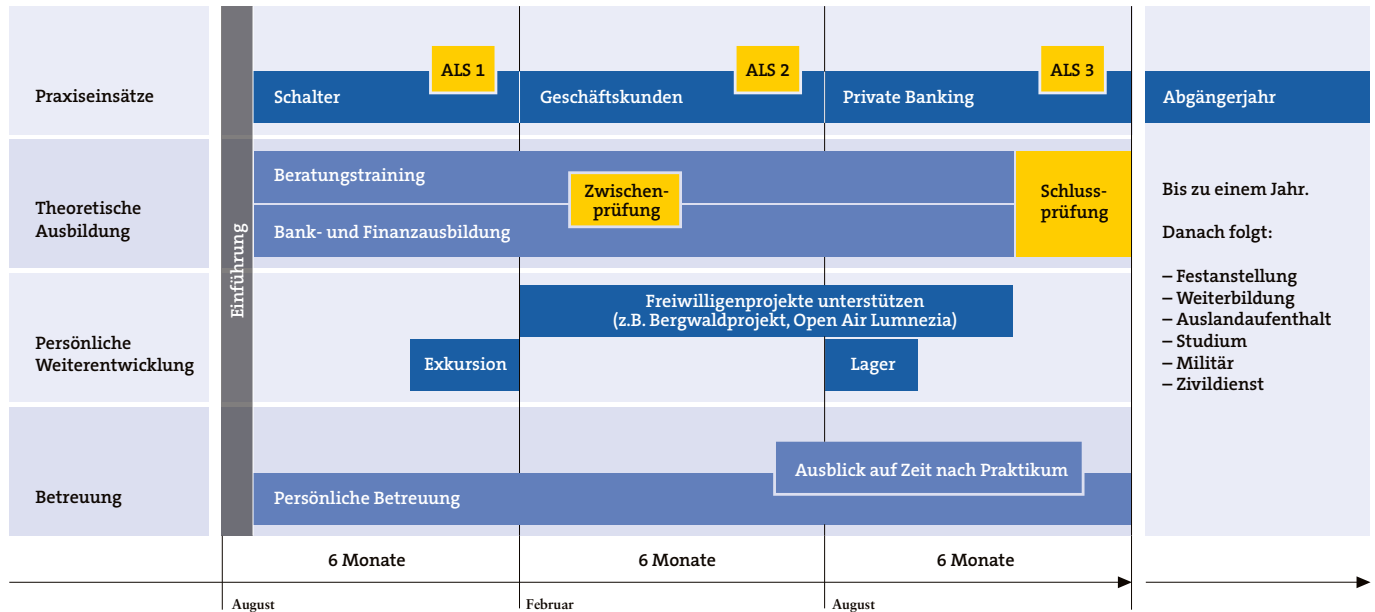 Praxiseinsätze
ALS 1
ALS 2
ALS 3
Schalter
Geschäftskunden
Private Banking
Abgängerjahr
Einführung
Theoretische
Ausbildung
Beratungstraining
Bank- und Finanzausbildung
Zwischen-
prüfung
Schluss-
prüfung
Bis zu einem Jahr.
Danach folgt:
– Festanstellung
– Weiterbildung
– Auslandaufenthalt
– Studium
– Militär
– Zivildienst
Persönliche
Weiterentwicklung
Freiwilligenprojekte unterstützen
(z.B. Bergwaldprojekt, Open Air Lumnezia)
Exkursion
Lager
Betreuung
Ausblick auf Zeit nach Praktikum
Persönliche Betreuung
6 Monate
6 Monate
6 Monate
August
Februar
August